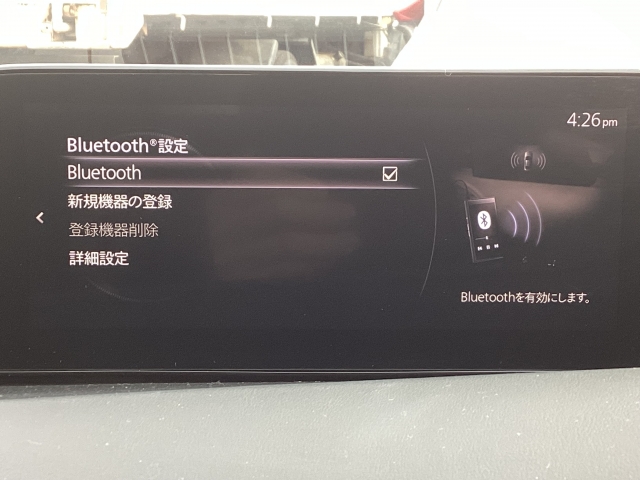 4:26pm
Bluetooth®設定
Bluetooth
新規機器の登録
登録機器削除
詳細設定
Bluetoothを有効にします。